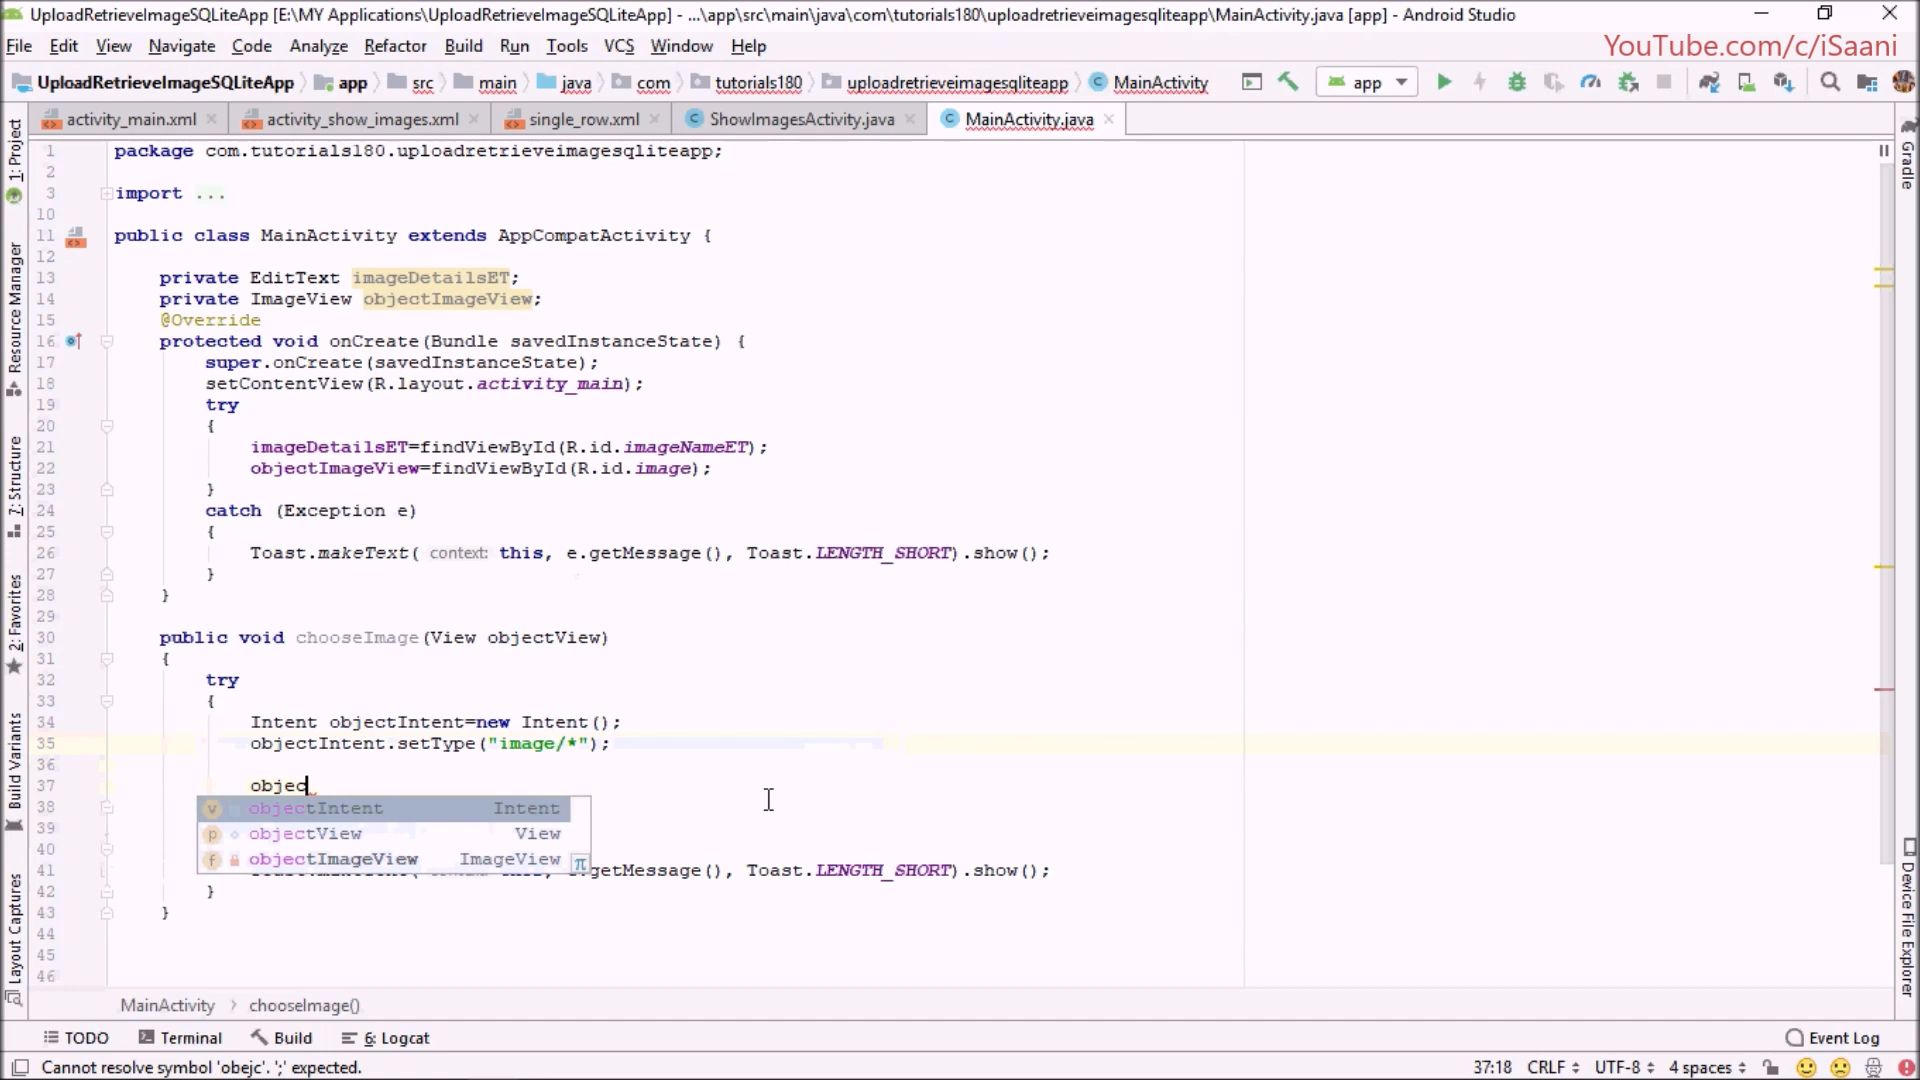 UploadRetrieveImageSQLiteApp [E:\MY Applications\UploadRetrieveImageSQLiteApp] - ...\app\src\main\java\com\tutorials180\uploadretrieveimagesqliteapp\MainActivity.java [app] - Android Studio
File Edit View Navigate Code Analyze Refactor Build Run Tools VCS Window Help
YouTube.com/c/iSaani
UploadRetrieveImageSQLiteApp app src main java com tutorials180 uploadretrieveimagesqliteapp MainActivity app
activity_main.xml activity_show_images.xml single_row.xml ShowImagesActivity.java MainActivity.java
1 package com.tutorials180.uploadretrieveimagesqliteapp;
2
3 import ...
10
11 public class MainActivity extends AppCompatActivity {
12
13 private EditText imageDetailsET;
14 private ImageView objectImageView;
15 @Override
16 protected void onCreate(Bundle savedInstanceState) {
17 super.onCreate(savedInstanceState);
18 setContentView(R.layout.activity_main);
19 try
20 {
21 imageDetailsET=findViewById(R.id.imageNameET);
22 objectImageView=findViewById(R.id.image);
23 }
24 catch (Exception e)
25 {
26 Toast.makeText( context: this, e.getMessage(), Toast.LENGTH_SHORT).show();
27 }
28 }
29
30 public void chooseImage(View objectView)
31 {
32 try
33 {
34 Intent objectIntent=new Intent();
35 objectIntent.setType("image/*");
36
37 objec
38 objectIntent Intent
39 objectView View
40 objectImageView ImageView
41 getMessage(), Toast.LENGTH_SHORT).show();
42 }
43 }
44
45
46
1: Project
Resource Manager
7: Structure
2: Favorites
Build Variants
Layout Captures
Gradle
Device File Explorer
MainActivity chooseImage()
TODO Terminal Build 6: Logcat Event Log
Cannot resolve symbol 'obejc'. ';' expected. 37:18 CRLF UTF-8 4 spaces